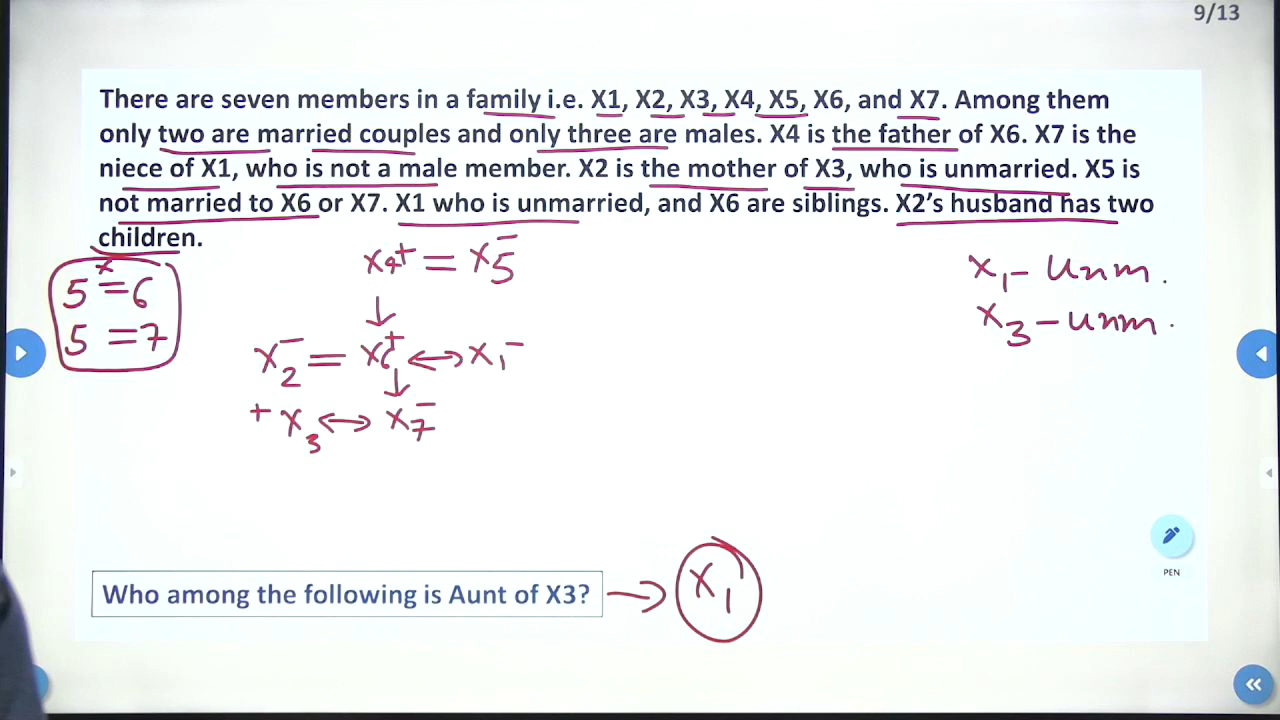 9/13
There are seven members in a family i.e. X1, X2, X3, X4, X5, X6, and X7. Among them
only two are married couples and only three are males. X4 is the father of X6. X7 is the
niece of X1, who is not a male member. X2 is the mother of X3, who is unmarried. X5 is
not married to X6 or X7. X1 who is unmarried, and X6 are siblings. X2's husband has two
children.
x
5 = 6
5 = 7
X4+ = X5-
↓
X2- = X6+ ↔ X1-
↓
+ X3 ↔ X7-
X1 - unm.
X3 - unm.
PEN
Who among the following is Aunt of X3? → X1